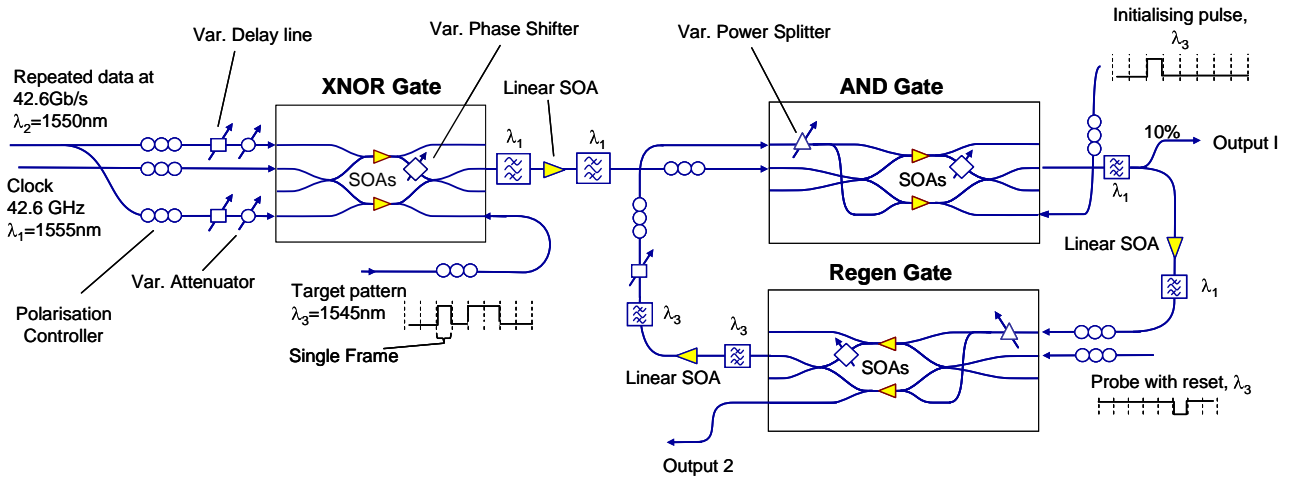 Var. Delay line
Var. Phase Shifter
Var. Power Splitter
Initialising pulse,
λ3
Repeated data at
42.6Gb/s
λ2=1550nm
XNOR Gate
Linear SOA
AND Gate
λ1
λ1
10%
Output I
SOAs
SOAs
Clock
42.6 GHz
λ1=1555nm
λ1
Linear SOA
Var. Attenuator
Regen Gate
Target pattern
λ3=1545nm
λ1
Polarisation
Controller
λ3
λ3
Single Frame
SOAs
Linear SOA
Probe with reset, λ3
Output 2